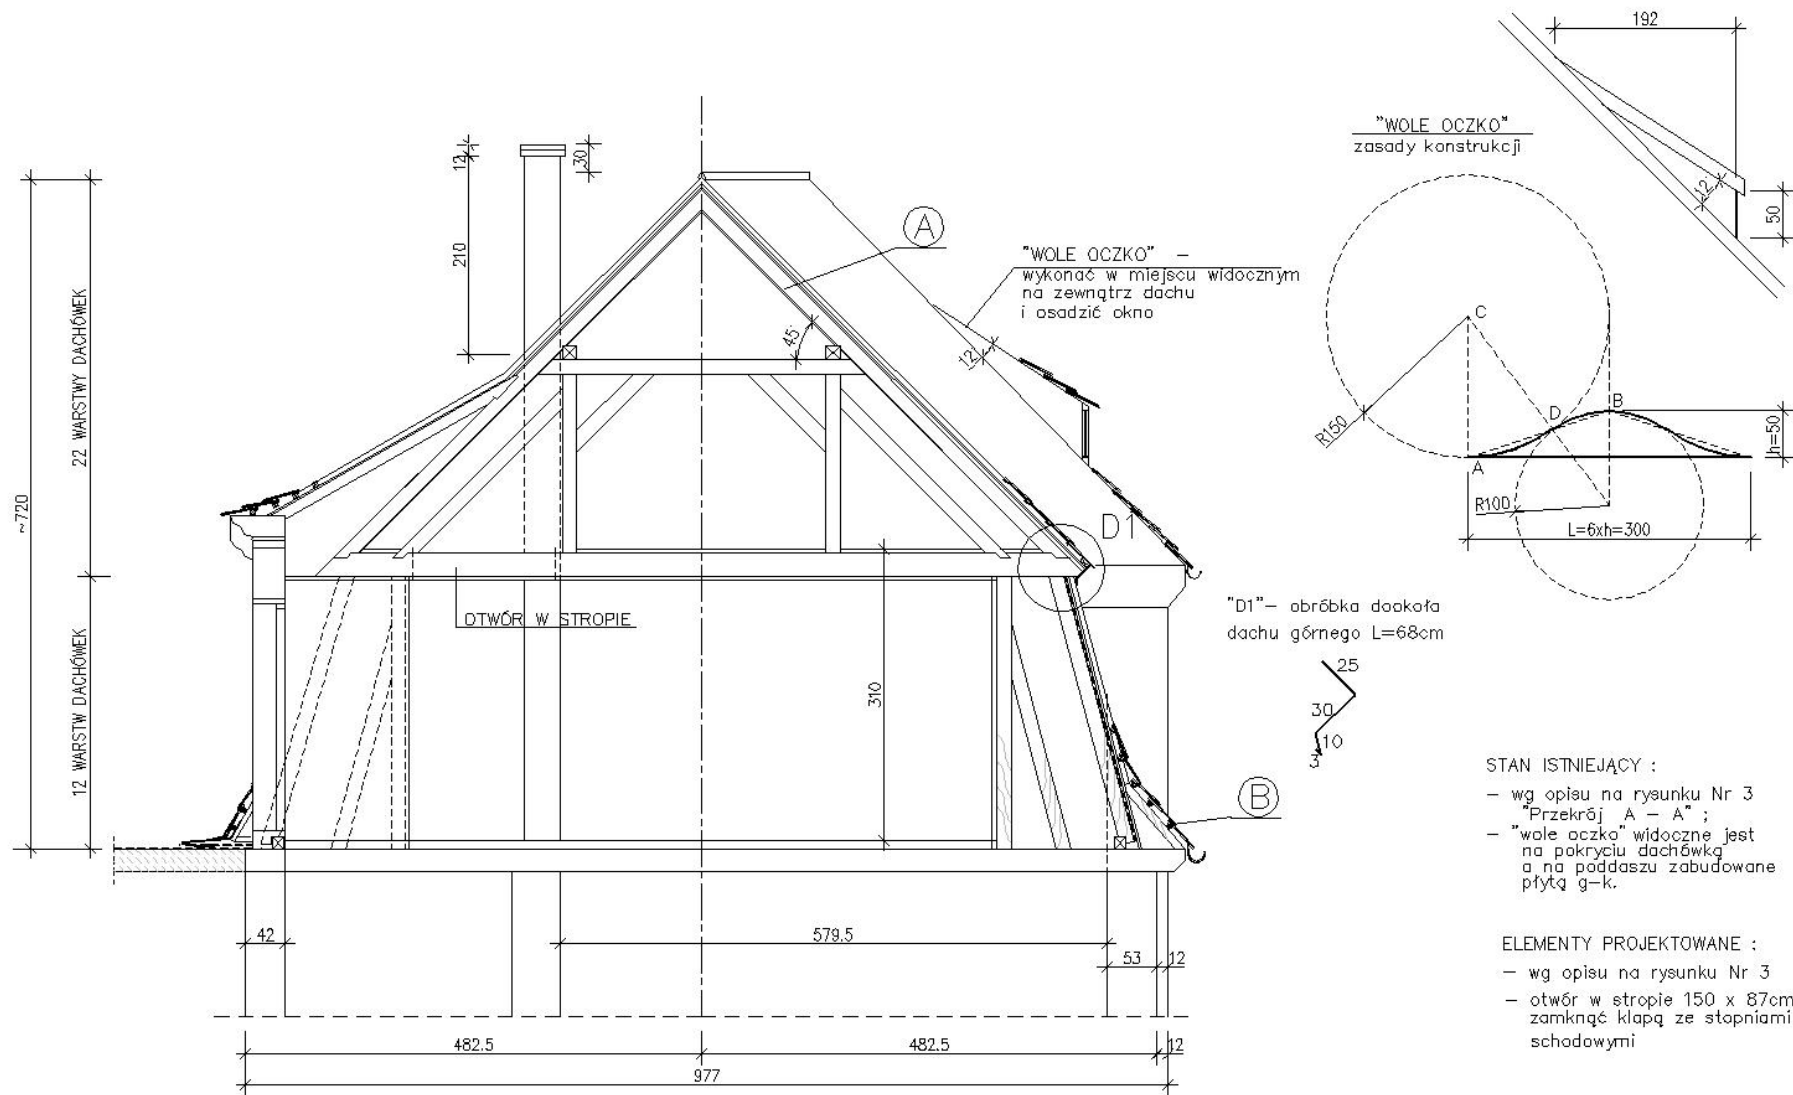 192
"WOLE OCZKO"
zasady konstrukcji
12
50
12
30
210
A
"WOLE OCZKO" –
wykonać w miejscu widocznym
na zewnątrz dachu
i osadzić okno
45°
12
C
R150
D
B
A
h=50
R100
L=6xh=300
22 WARSTWY DACHÓWEK
~720
12 WARSTW DACHÓWEK
D1
OTWÓR W STROPIE
310
"D1"– obróbka dookoła
dachu górnego L=68cm
25
30
10
3
B
STAN ISTNIEJĄCY :
– wg opisu na rysunku Nr 3
"Przekrój A – A" ;
– "wole oczko" widoczne jest
na pokryciu dachówką
a na poddaszu zabudowane
płytą g–k.
42
579.5
53
12
ELEMENTY PROJEKTOWANE :
– wg opisu na rysunku Nr 3
– otwór w stropie 150 x 87cm
zamknąć klapą ze stopniami
schodowymi
482.5
482.5
12
977